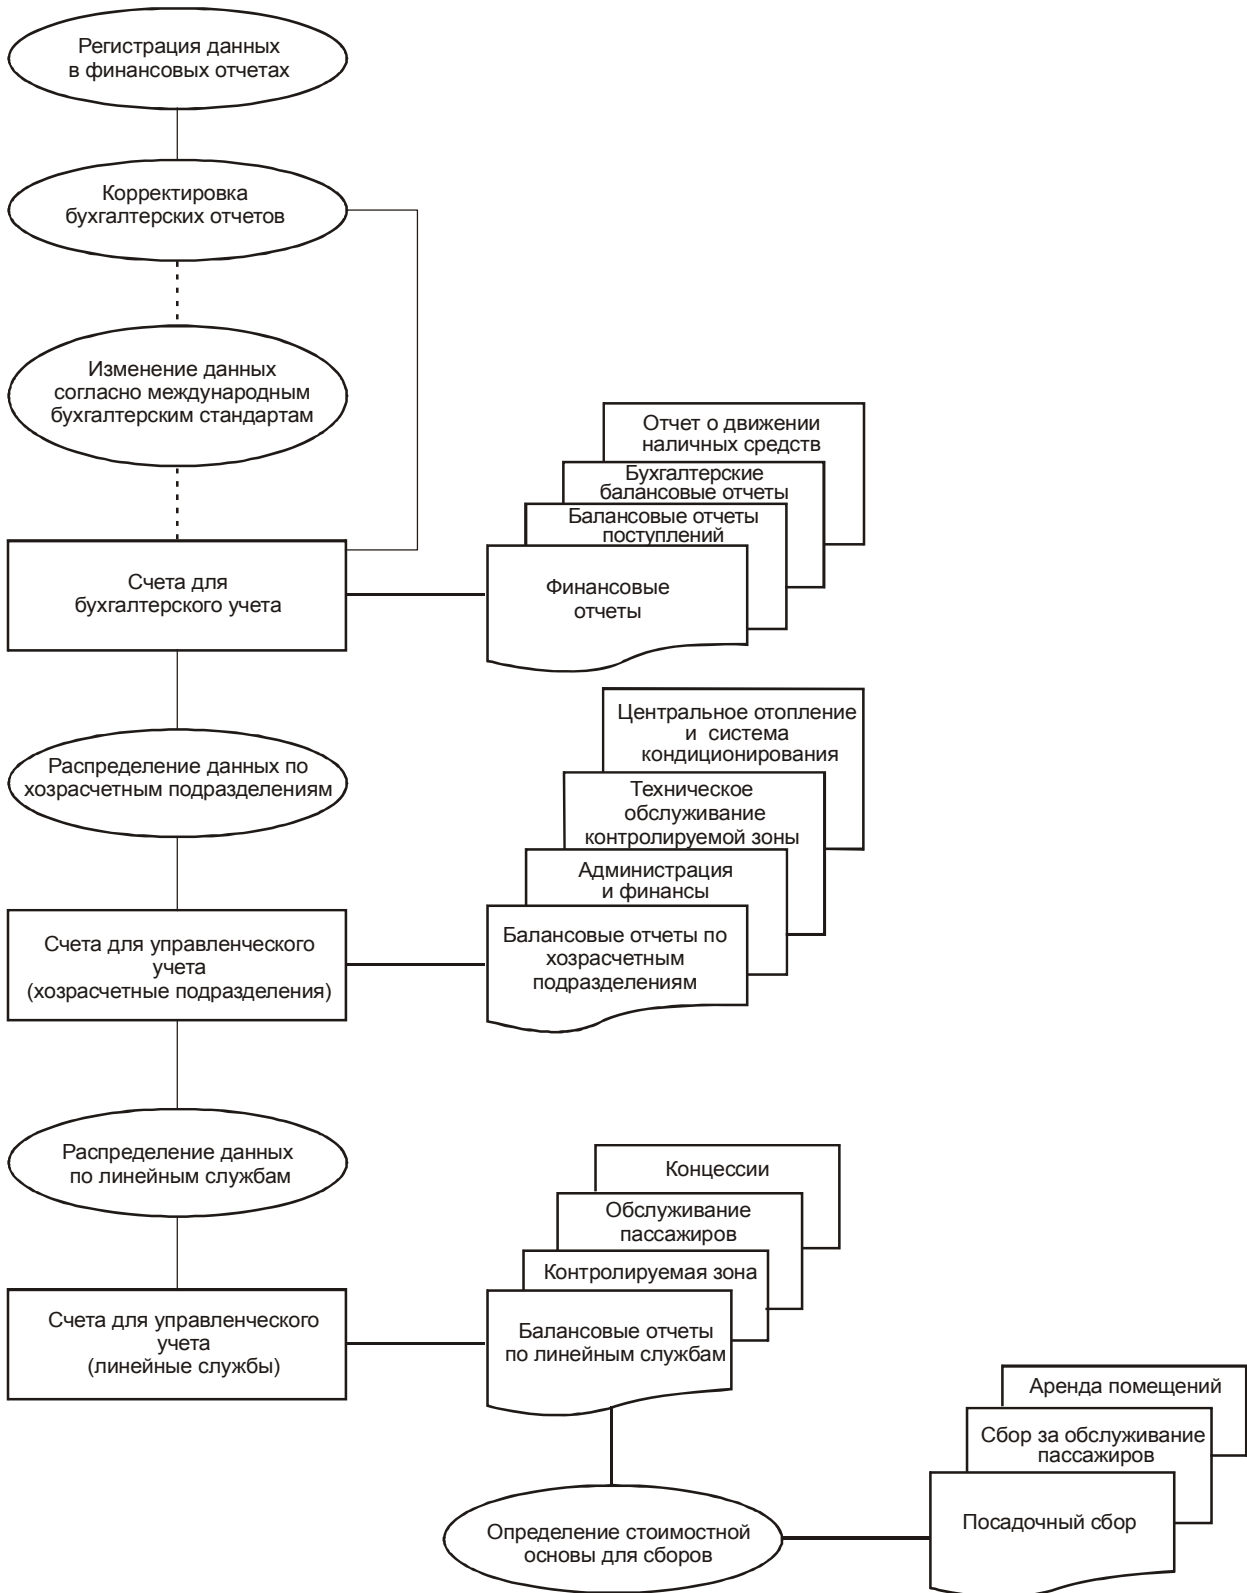 Регистрация данных
в финансовых отчетах
Корректировка
бухгалтерских отчетов
Изменение данных
согласно международным
бухгалтерским стандартам
Отчет о движении
наличных средств
Бухгалтерские
балансовые отчеты
Балансовые отчеты
поступлений
Счета для
бухгалтерского учета
Финансовые
отчеты
Центральное отопление
и система
кондиционирования
Распределение данных по
хозрасчетным подразделениям
Техническое
обслуживание
контролируемой зоны
Администрация
и финансы
Счета для управленческого
учета
(хозрасчетные подразделения)
Балансовые отчеты по
хозрасчетным
подразделениям
Распределение данных
по линейным службам
Концессии
Обслуживание
пассажиров
Контролируемая зона
Счета для управленческого
учета
(линейные службы)
Балансовые отчеты
по линейным службам
Аренда помещений
Сбор за обслуживание
пассажиров
Посадочный сбор
Определение стоимостной
основы для сборов